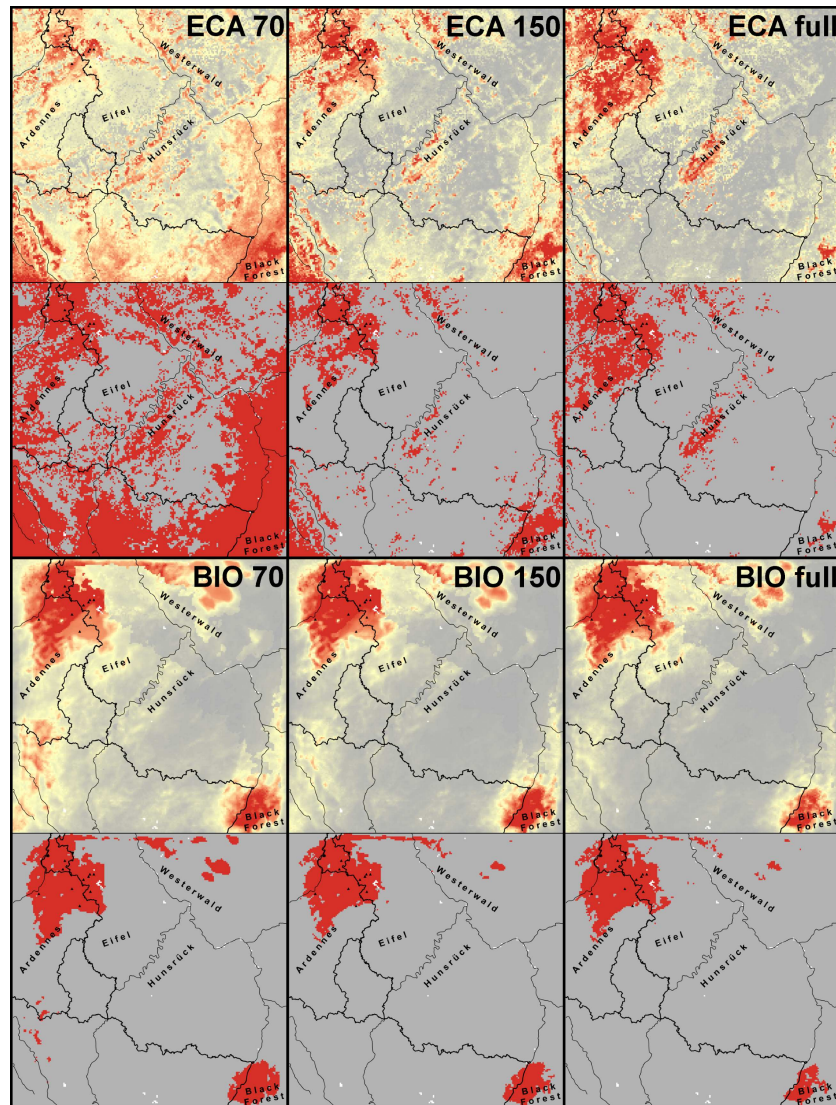 ECA 70
Westerwald
Ardennes
Eifel
Hunsrück
Black
Forest
ECA 150
Westerwald
Ardennes
Eifel
Hunsrück
Black
Forest
ECA full
Westerwald
Ardennes
Eifel
Hunsrück
Black
Forest
Westerwald
Ardennes
Eifel
Hunsrück
Black
Forest
Westerwald
Ardennes
Eifel
Hunsrück
Black
Forest
Westerwald
Ardennes
Eifel
Hunsrück
Black
Forest
BIO 70
Westerwald
Ardennes
Eifel
Hunsrück
Black
Forest
BIO 150
Westerwald
Ardennes
Eifel
Hunsrück
Black
Forest
BIO full
Westerwald
Ardennes
Eifel
Hunsrück
Black
Forest
Westerwald
Ardennes
Eifel
Hunsrück
Black
Forest
Westerwald
Ardennes
Eifel
Hunsrück
Black
Forest
Westerwald
Ardennes
Eifel
Hunsrück
Black
Forest